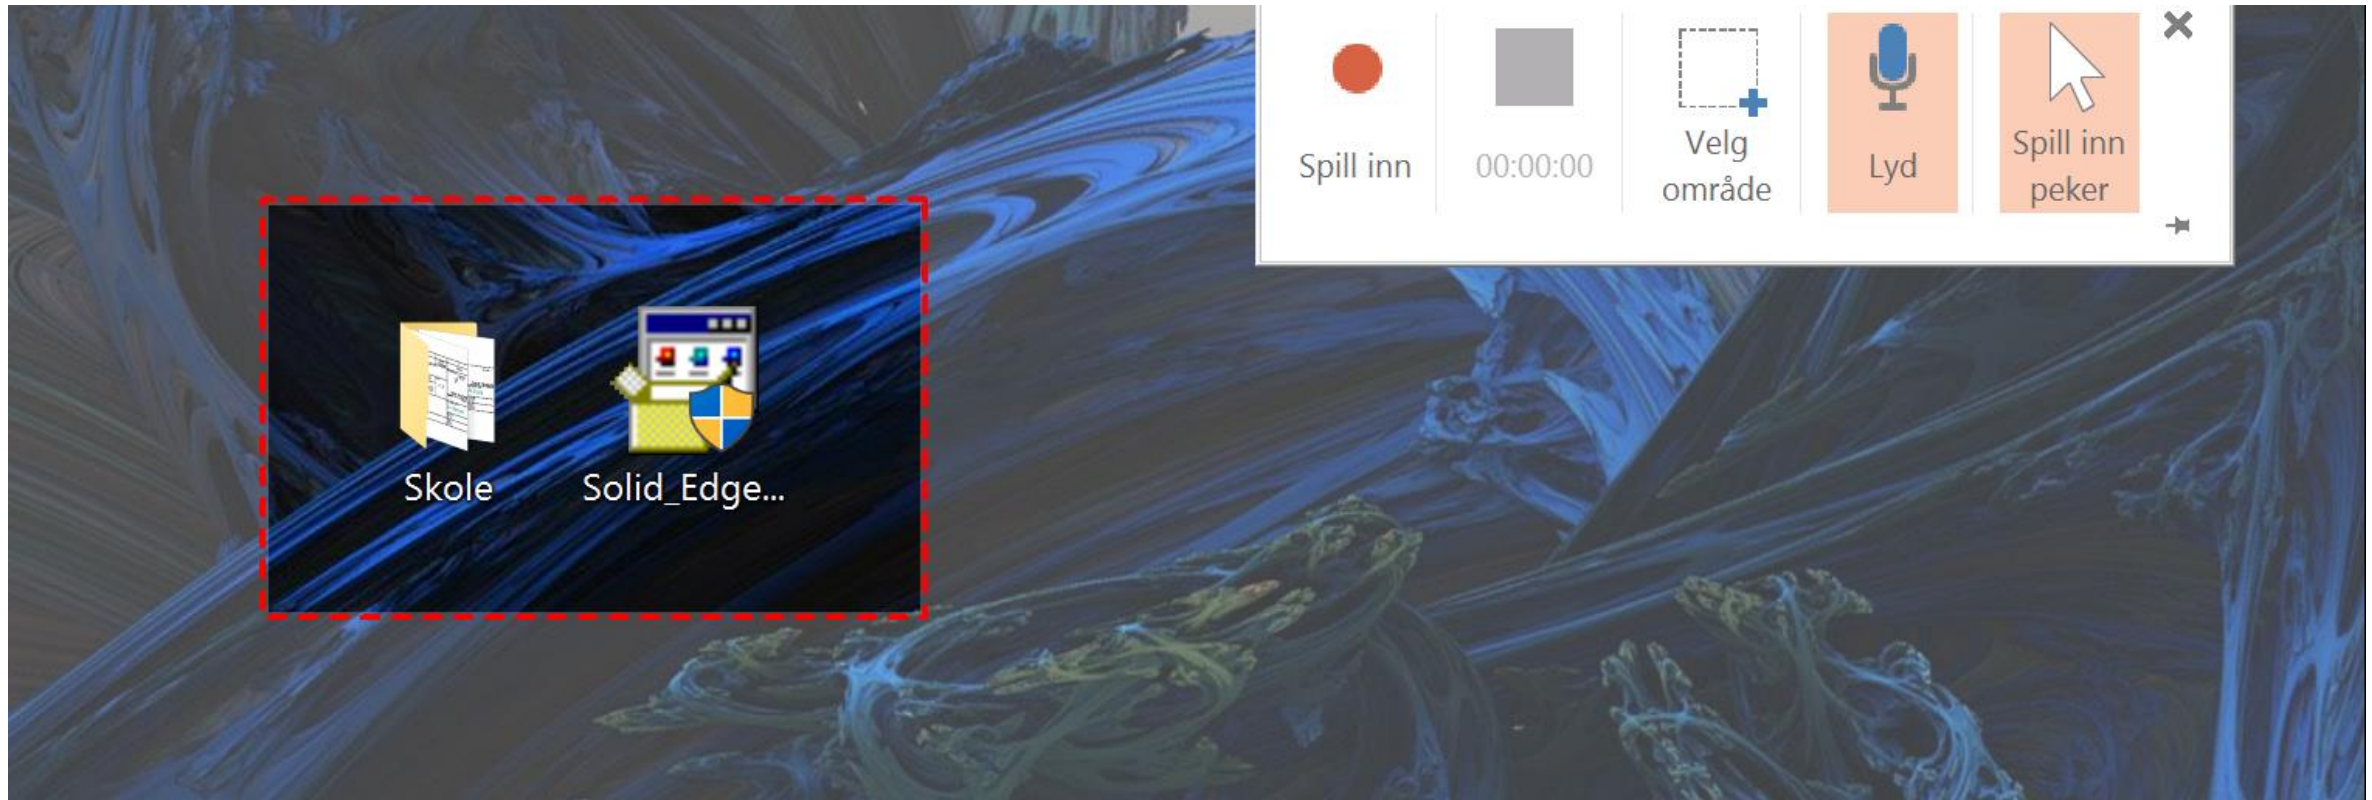 Spill inn
00:00:00
Velg
område
Lyd
Spill inn
peker
Skole
Solid_Edge...